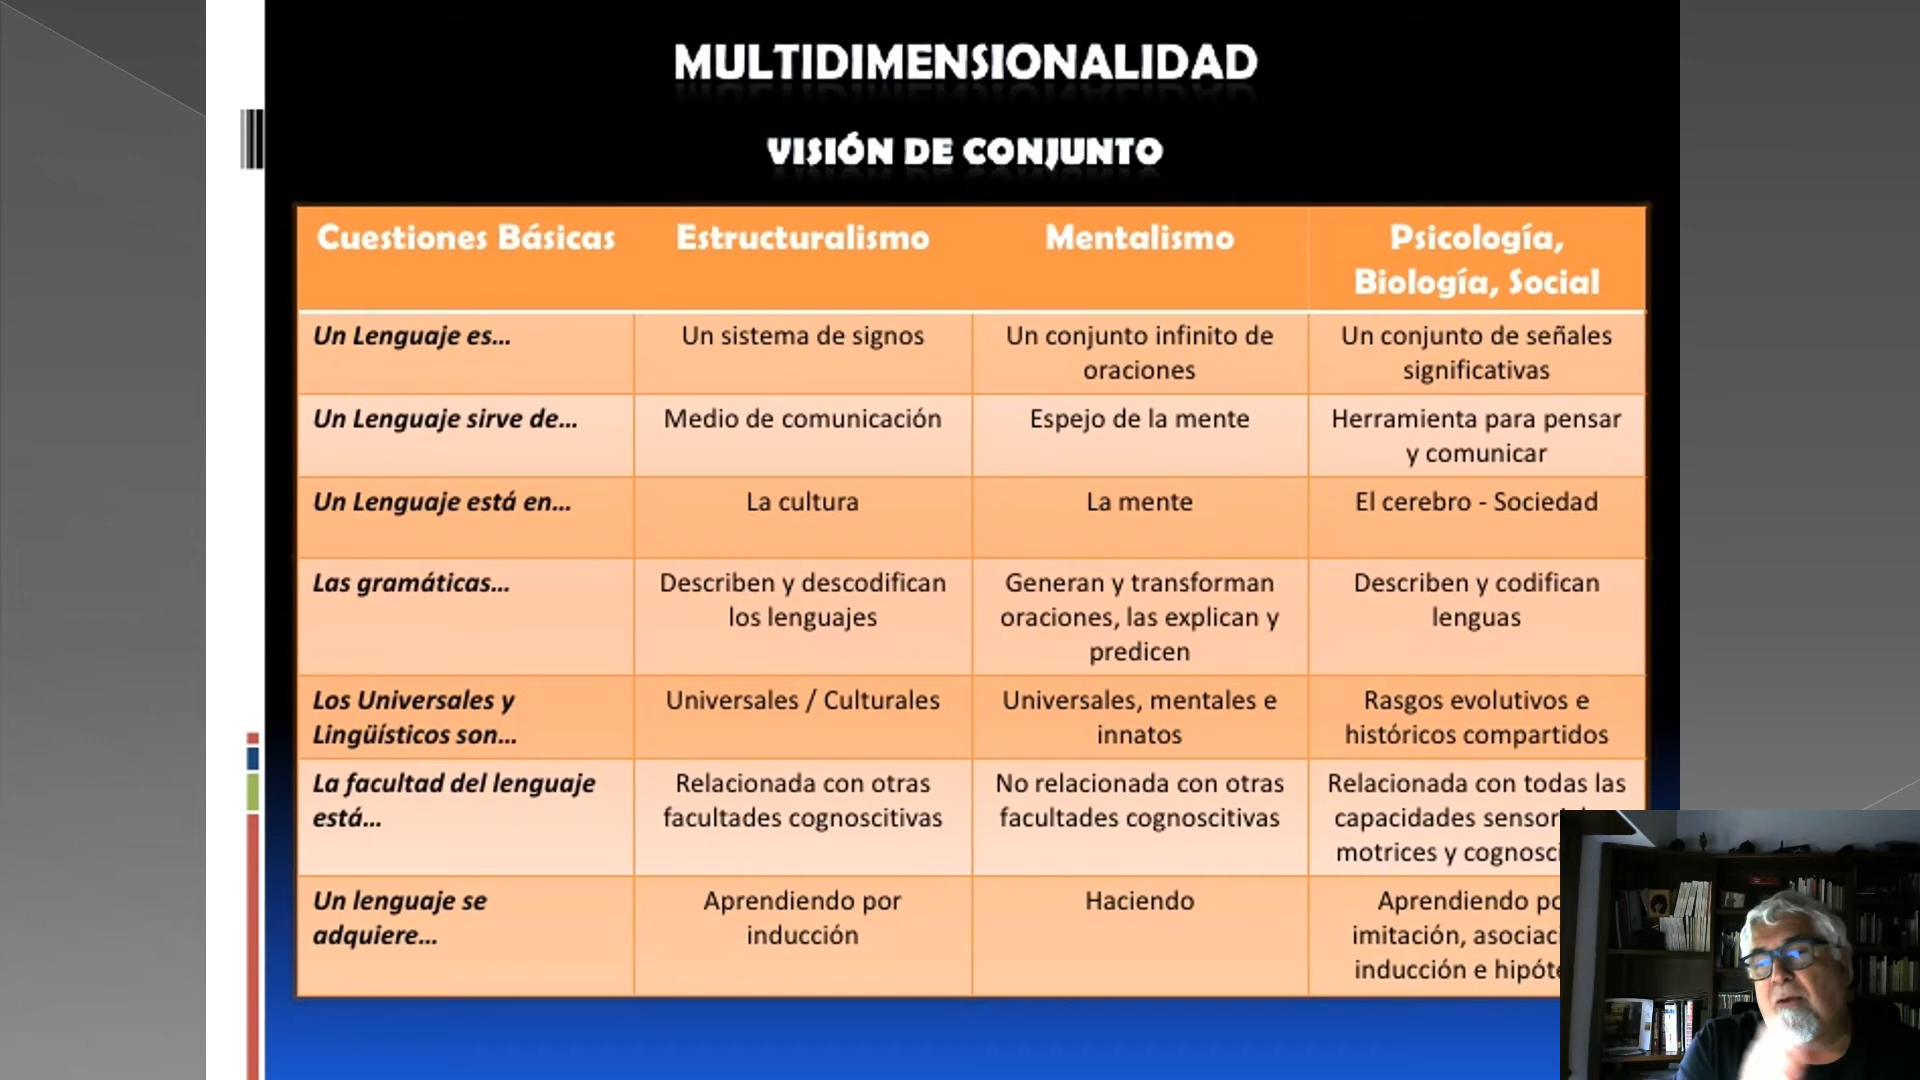 MULTIDIMENSIONALIDAD
VISIÓN DE CONJUNTO
Cuestiones Básicas
Estructuralismo
Mentalismo
Psicología,
Biología, Social
Un Lenguaje es...
Un sistema de signos
Un conjunto infinito de
oraciones
Un conjunto de señales
significativas
Un Lenguaje sirve de...
Medio de comunicación
Espejo de la mente
Herramienta para pensar
y comunicar
Un Lenguaje está en...
La cultura
La mente
El cerebro - Sociedad
Las gramáticas...
Describen y descodifican
los lenguajes
Generan y transforman
oraciones, las explican y
predicen
Describen y codifican
lenguas
Los Universales y
Lingüísticos son...
Universales / Culturales
Universales, mentales e
innatos
Rasgos evolutivos e
históricos compartidos
La facultad del lenguaje
está...
Relacionada con otras
facultades cognoscitivas
No relacionada con otras
facultades cognoscitivas
Relacionada con todas las
capacidades
motrices y
Un lenguaje se
adquiere...
Aprendiendo por
inducción
Haciendo
Aprendiendo
imitación,
inducción e